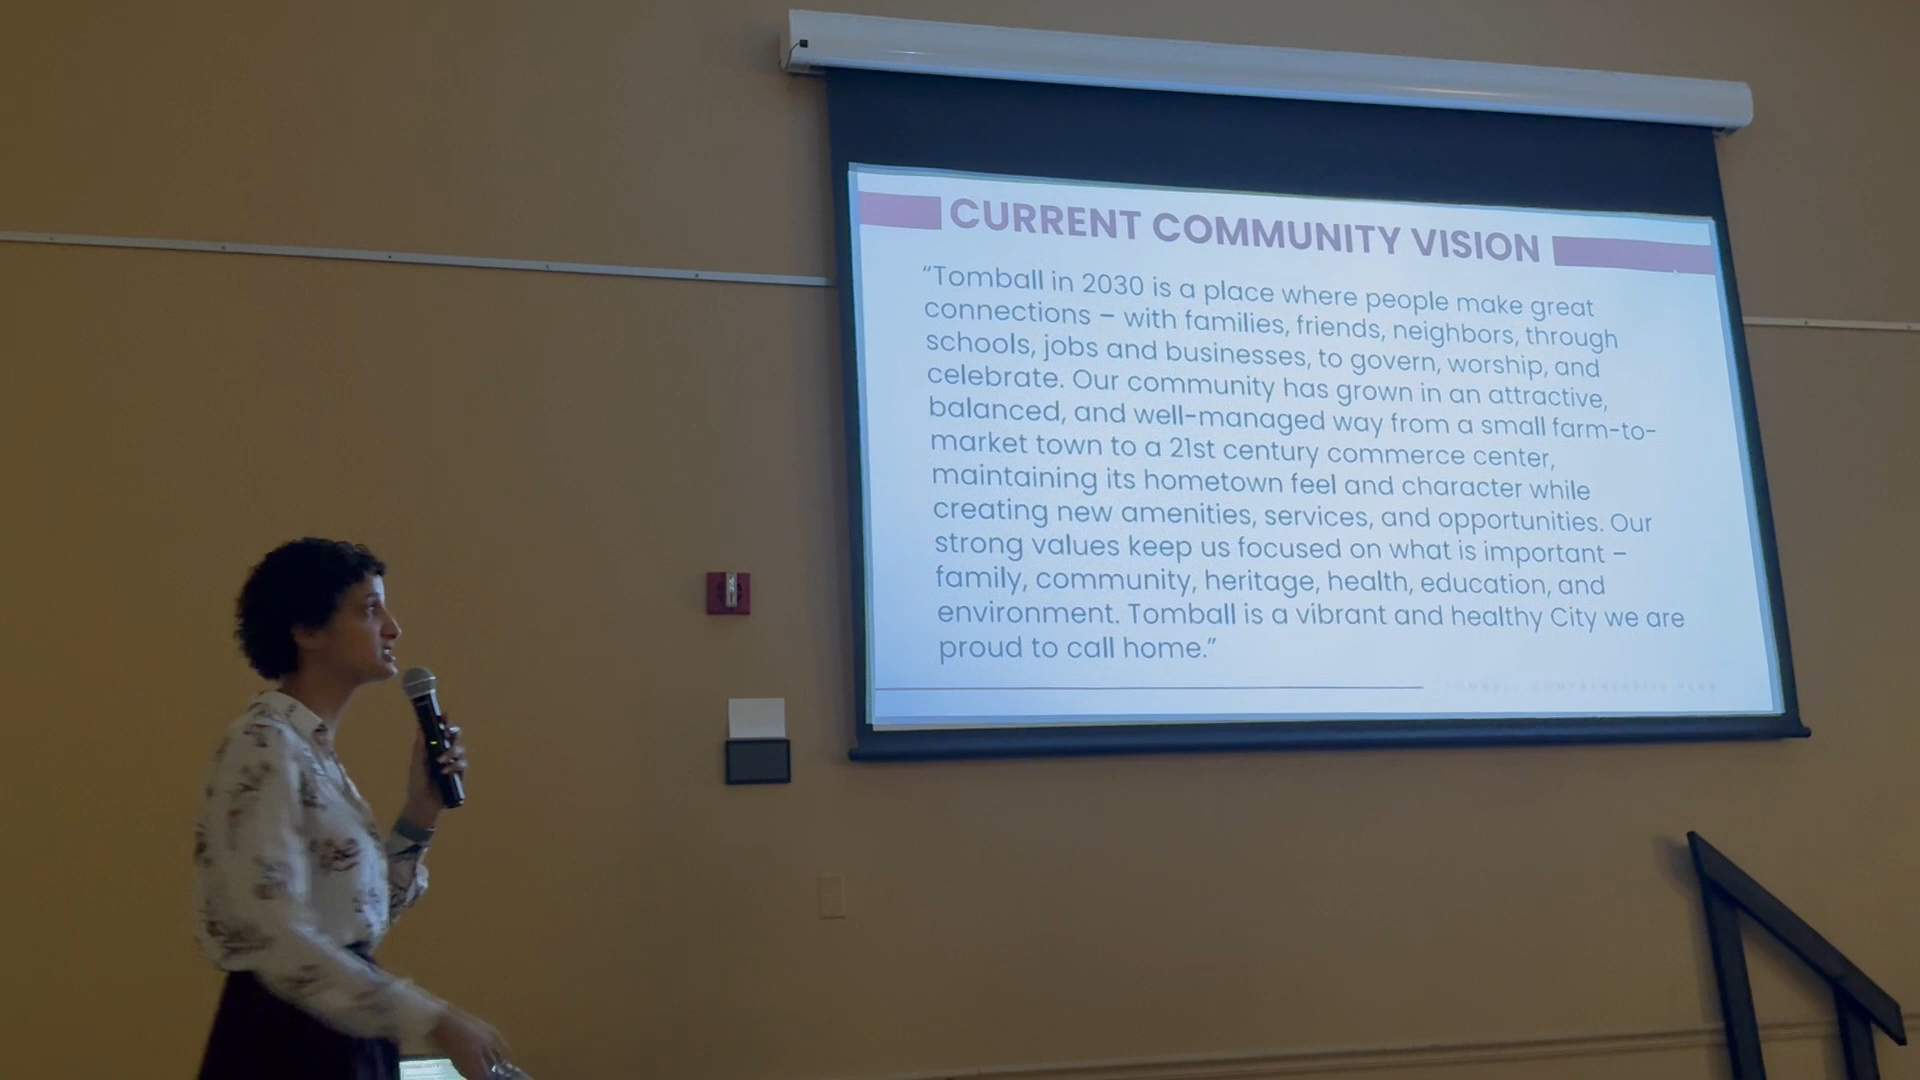 CURRENT COMMUNITY VISION
“Tomball in 2030 is a place where people make great
connections – with families, friends, neighbors, through
schools, jobs and businesses, to govern, worship, and
celebrate. Our community has grown in an attractive,
balanced, and well-managed way from a small farm-to-
market town to a 21st century commerce center,
maintaining its hometown feel and character while
creating new amenities, services, and opportunities. Our
strong values keep us focused on what is important –
family, community, heritage, health, education, and
environment. Tomball is a vibrant and healthy City we are
proud to call home.”